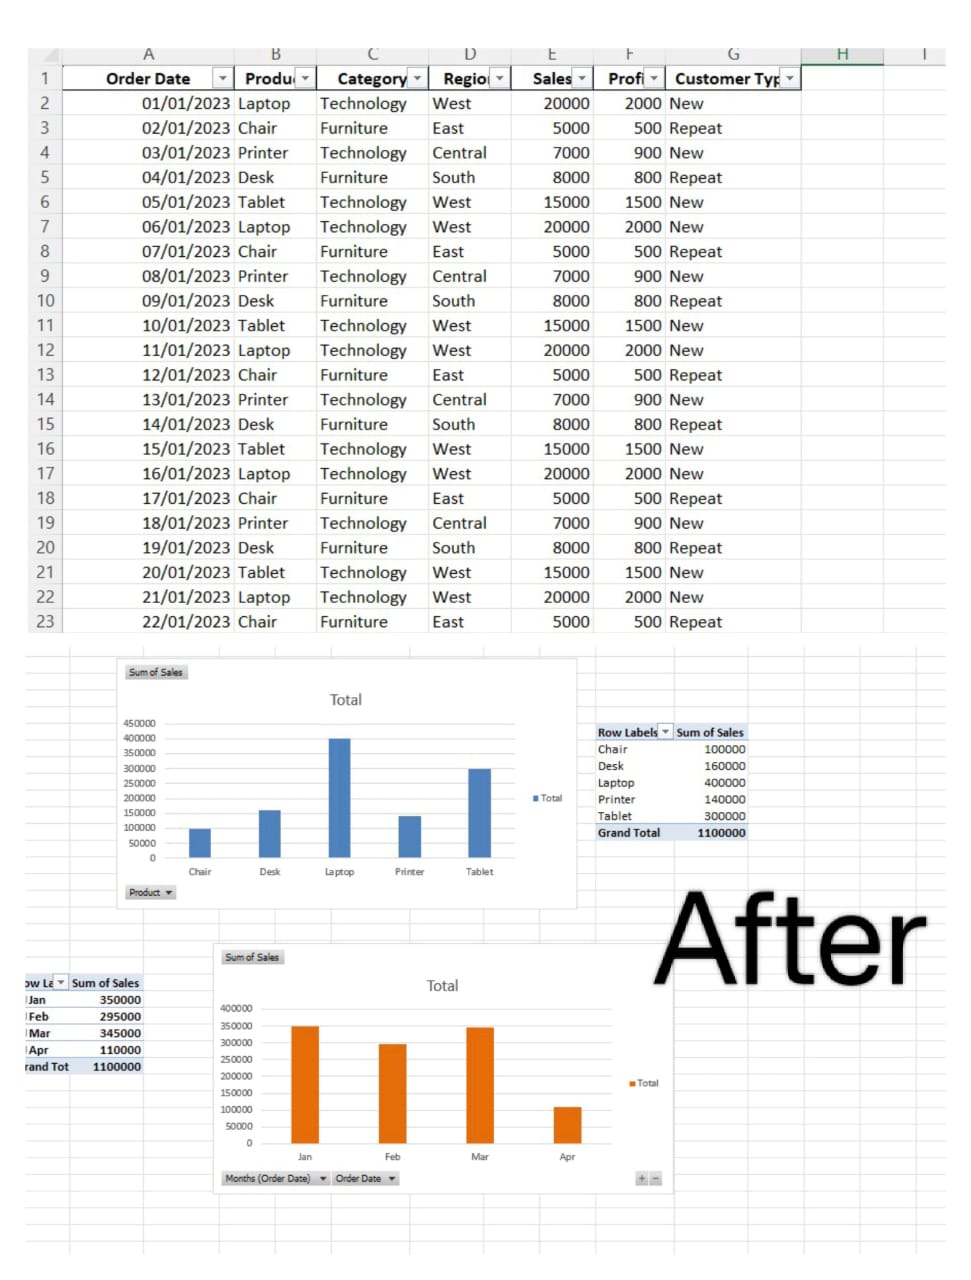 A B C D E F G H I
1 Order Date Produ Category Regio Sales Profi Customer Typ
2 01/01/2023 Laptop Technology West 20000 2000 New
3 02/01/2023 Chair Furniture East 5000 500 Repeat
4 03/01/2023 Printer Technology Central 7000 900 New
5 04/01/2023 Desk Furniture South 8000 800 Repeat
6 05/01/2023 Tablet Technology West 15000 1500 New
7 06/01/2023 Laptop Technology West 20000 2000 New
8 07/01/2023 Chair Furniture East 5000 500 Repeat
9 08/01/2023 Printer Technology Central 7000 900 New
10 09/01/2023 Desk Furniture South 8000 800 Repeat
11 10/01/2023 Tablet Technology West 15000 1500 New
12 11/01/2023 Laptop Technology West 20000 2000 New
13 12/01/2023 Chair Furniture East 5000 500 Repeat
14 13/01/2023 Printer Technology Central 7000 900 New
15 14/01/2023 Desk Furniture South 8000 800 Repeat
16 15/01/2023 Tablet Technology West 15000 1500 New
17 16/01/2023 Laptop Technology West 20000 2000 New
18 17/01/2023 Chair Furniture East 5000 500 Repeat
19 18/01/2023 Printer Technology Central 7000 900 New
20 19/01/2023 Desk Furniture South 8000 800 Repeat
21 20/01/2023 Tablet Technology West 15000 1500 New
22 21/01/2023 Laptop Technology West 20000 2000 New
23 22/01/2023 Chair Furniture East 5000 500 Repeat
Sum of Sales
Total
450000
400000
350000
300000
250000
200000
150000
100000
50000
0
Chair Desk Laptop Printer Tablet
Total
Product
Row Labels Sum of Sales
Chair 100000
Desk 160000
Laptop 400000
Printer 140000
Tablet 300000
Grand Total 1100000
After
ow La Sum of Sales
Jan 350000
Feb 295000
Mar 345000
Apr 110000
rand Tot 1100000
Sum of Sales
Total
400000
350000
300000
250000
200000
150000
100000
50000
0
Jan Feb Mar Apr
Total
Months (Order Date) Order Date
+ −